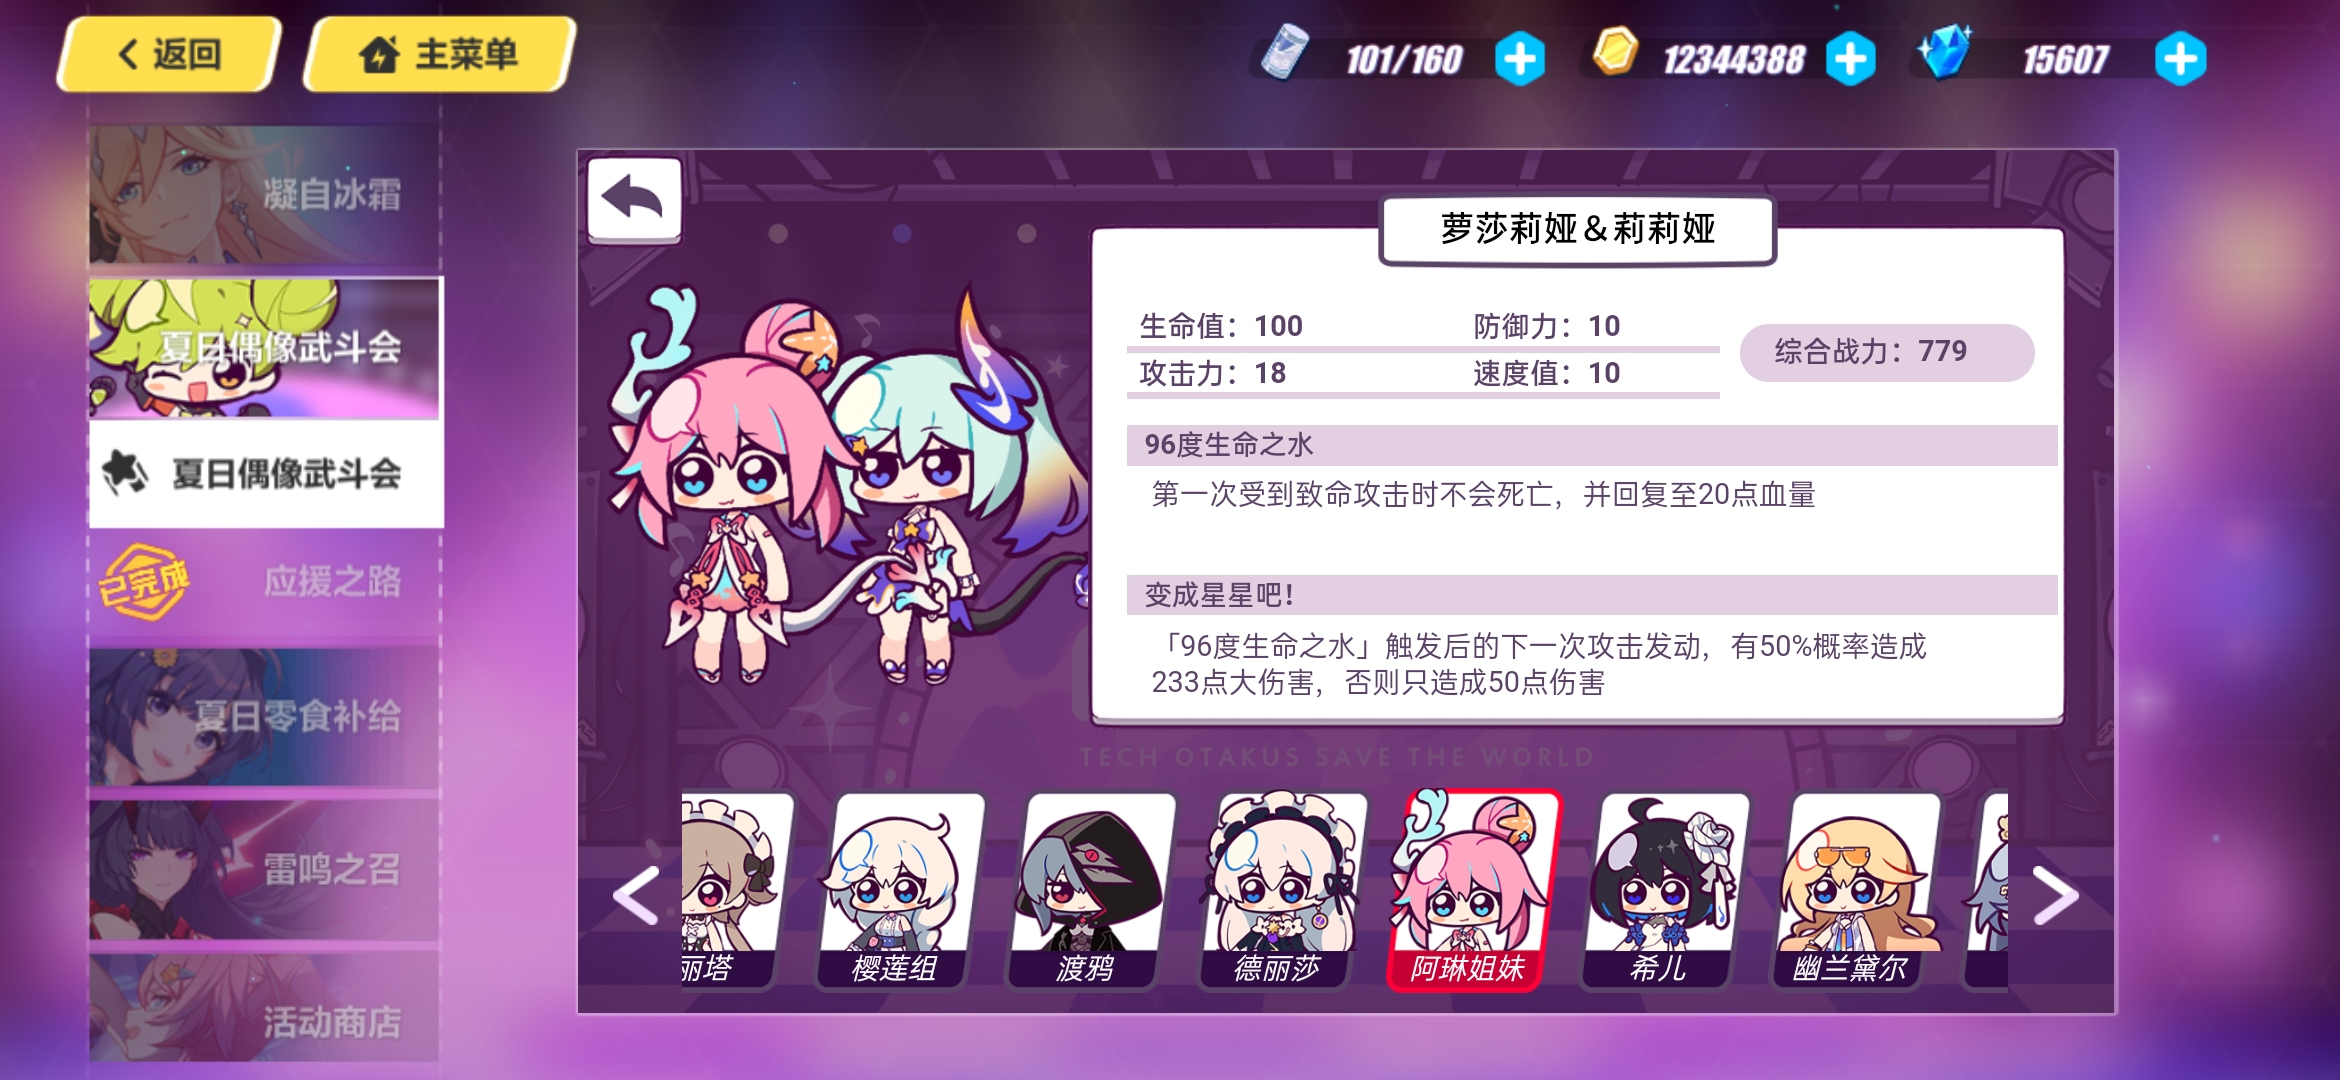 返回
主菜单
101/160
12344388
15607
凝自冰霜
夏日偶像武斗会
夏日偶像武斗会
已完成
应援之路
夏日零食补给
雷鸣之召
活动商店
萝莎莉娅&莉莉娅
生命值：100
防御力：10
攻击力：18
速度值：10
综合战力：779
96度生命之水
第一次受到致命攻击时不会死亡，并回复至20点血量
变成星星吧！
「96度生命之水」触发后的下一次攻击发动，有50%概率造成
233点大伤害，否则只造成50点伤害
TECH OTAKUS SAVE THE WORLD
丽塔
樱莲组
渡鸦
德丽莎
阿琳姐妹
希儿
幽兰黛尔